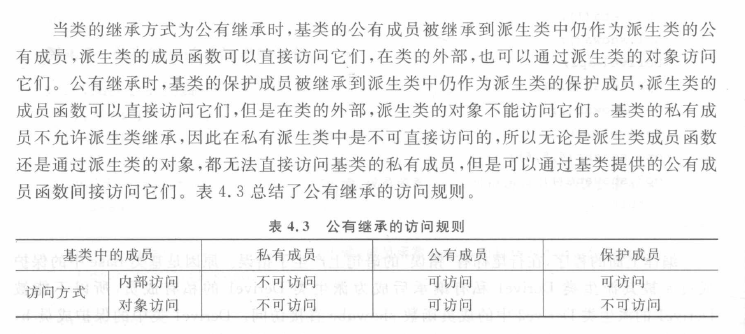 当类的继承方式为公有继承时,基类的公有成员被继承到派生类中仍作为派生类的公
有成员,派生类的成员函数可以直接访问它们,在类的外部,也可以通过派生类的对象访问
它们。公有继承时,基类的保护成员被继承到派生类中仍作为派生类的保护成员,派生类的
成员函数可以直接访问它们,但是在类的外部,派生类的对象不能访问它们。基类的私有成
员不允许派生类继承,因此在私有派生类中是不可直接访问的,所以无论是派生类成员函数
还是通过派生类的对象,都无法直接访问基类的私有成员,但是可以通过基类提供的公有成
员函数间接访问它们。表 4.3 总结了公有继承的访问规则。
表 4.3 公有继承的访问规则
基类中的成员 私有成员 公有成员 保护成员
访问方式 内部访问 不可访问 可访问 可访问
对象访问 不可访问 可访问 不可访问